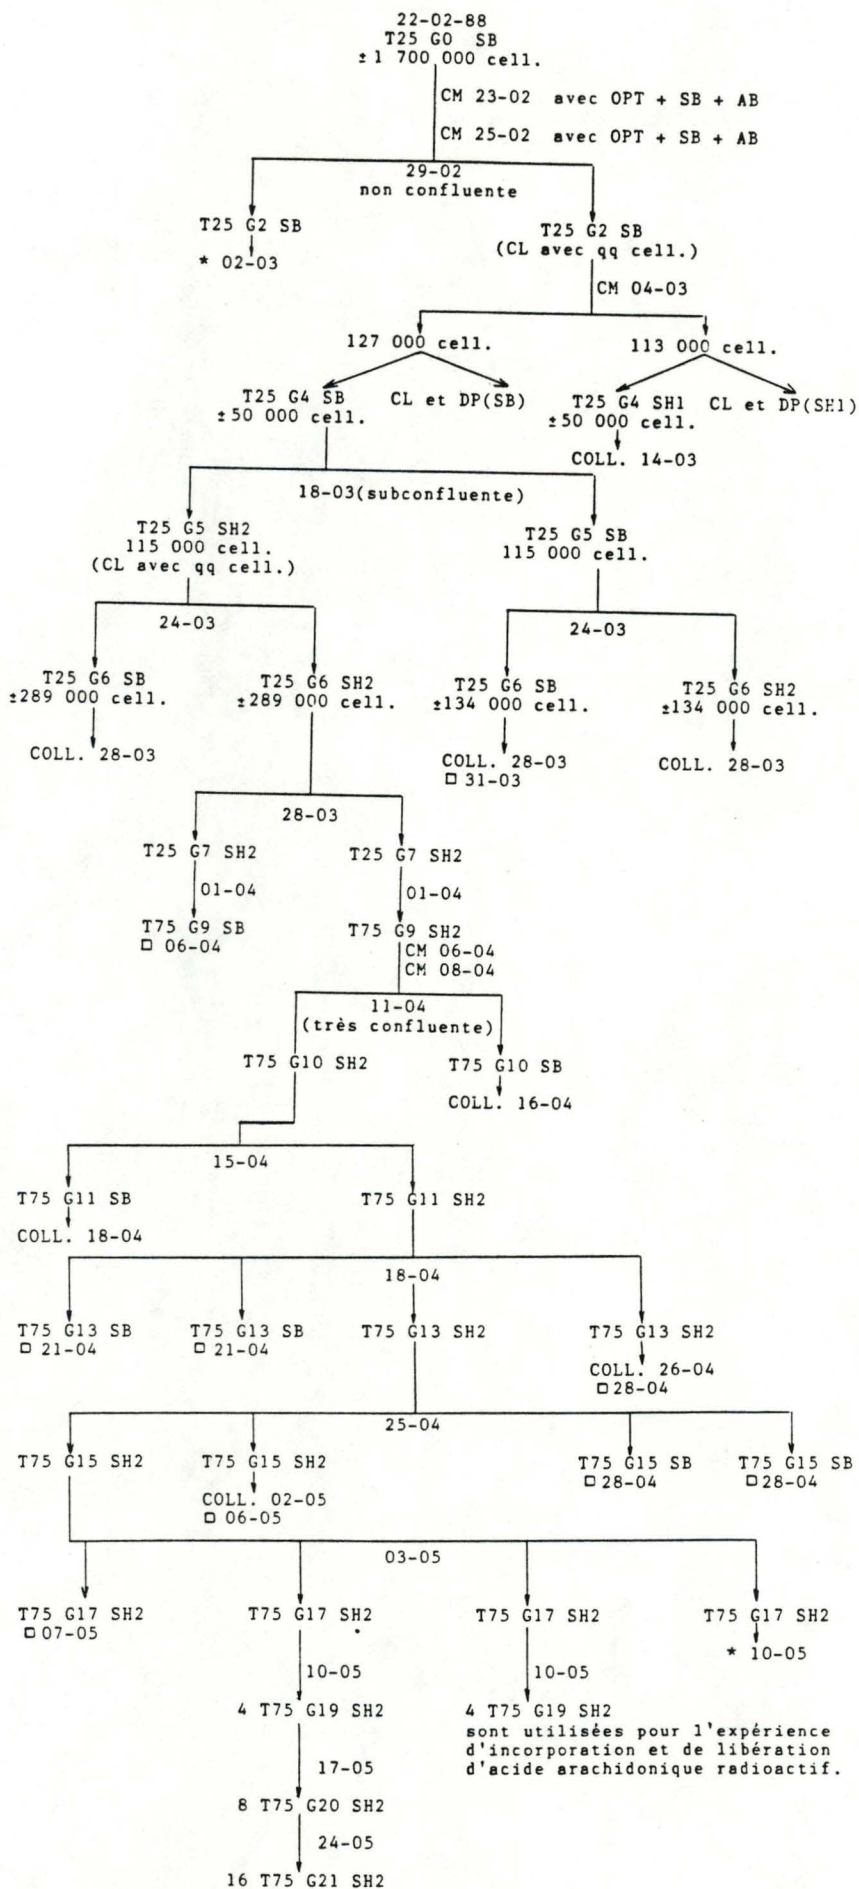 22-02-88
T25 G0 SB
±1 700 000 cell.
CM 23-02 avec OPT + SB + AB
CM 25-02 avec OPT + SB + AB
29-02
non confluente
T25 G2 SB
* 02-03
T25 G2 SB
(CL avec qq cell.)
CM 04-03
127 000 cell.
113 000 cell.
T25 G4 SB
±50 000 cell.
CL et DP(SB)
T25 G4 SH1
±50 000 cell.
CL et DP(SH1)
COLL. 14-03
18-03(subconfluente)
T25 G5 SH2
115 000 cell.
(CL avec qq cell.)
T25 G5 SB
115 000 cell.
24-03
24-03
T25 G6 SB
±289 000 cell.
T25 G6 SH2
±289 000 cell.
T25 G6 SB
±134 000 cell.
T25 G6 SH2
±134 000 cell.
COLL. 28-03
COLL. 28-03
□ 31-03
COLL. 28-03
28-03
T25 G7 SH2
T25 G7 SH2
01-04
01-04
T75 G9 SB
□ 06-04
T75 G9 SH2
CM 06-04
CM 08-04
11-04
(très confluente)
T75 G10 SH2
T75 G10 SB
COLL. 16-04
15-04
T75 G11 SB
T75 G11 SH2
COLL. 18-04
18-04
T75 G13 SB
□ 21-04
T75 G13 SB
□ 21-04
T75 G13 SH2
T75 G13 SH2
COLL. 26-04
□ 28-04
25-04
T75 G15 SH2
T75 G15 SH2
COLL. 02-05
□ 06-05
T75 G15 SB
□ 28-04
T75 G15 SB
□ 28-04
03-05
T75 G17 SH2
□ 07-05
T75 G17 SH2
T75 G17 SH2
T75 G17 SH2
* 10-05
10-05
10-05
4 T75 G19 SH2
4 T75 G19 SH2
sont utilisées pour l'expérience
d'incorporation et de libération
d'acide arachidonique radioactif.
17-05
8 T75 G20 SH2
24-05
16 T75 G21 SH2